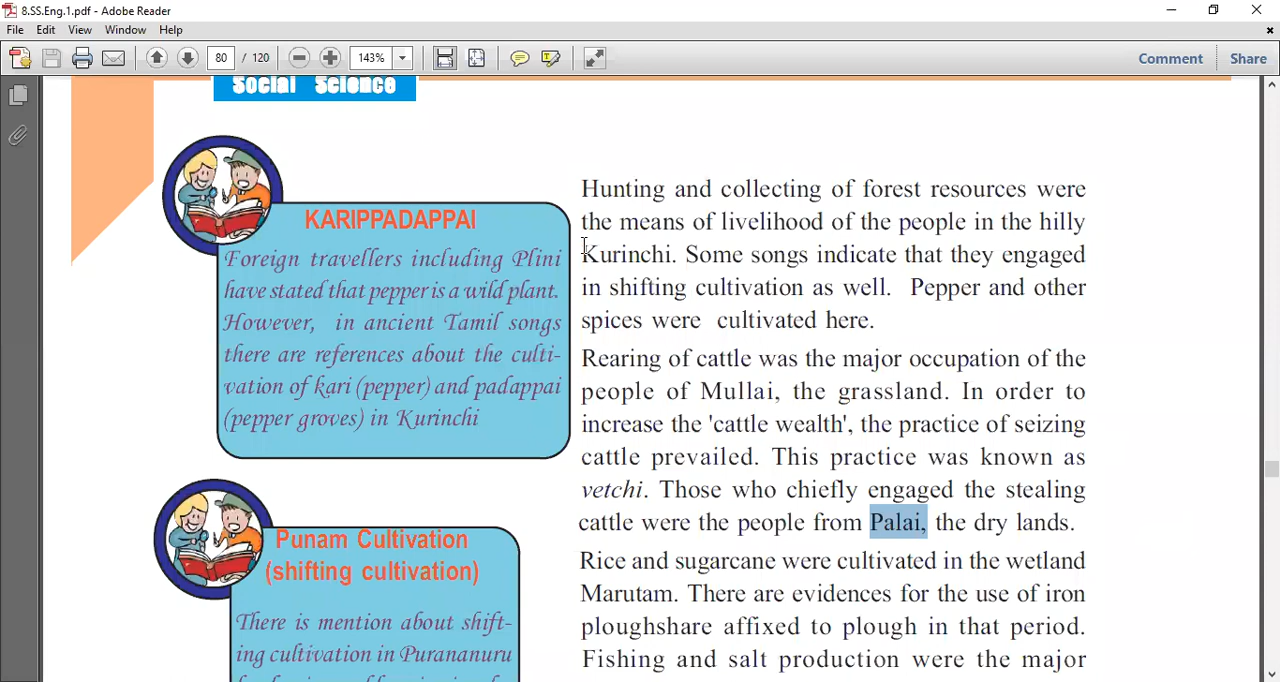 8.SS.Eng.1.pdf - Adobe Reader
File Edit View Window Help
80 / 120 143% Comment Share
Social Science
KARIPPADAPPAI
Foreign travellers including Plini
have stated that pepper is a wild plant.
However, in ancient Tamil songs
there are references about the culti-
vation of kari (pepper) and padappai
(pepper groves) in Kurinchi
Punam Cultivation
(shifting cultivation)
There is mention about shift-
ing cultivation in Purananuru
Hunting and collecting of forest resources were
the means of livelihood of the people in the hilly
Kurinchi. Some songs indicate that they engaged
in shifting cultivation as well. Pepper and other
spices were cultivated here.
Rearing of cattle was the major occupation of the
people of Mullai, the grassland. In order to
increase the 'cattle wealth', the practice of seizing
cattle prevailed. This practice was known as
vetchi. Those who chiefly engaged the stealing
cattle were the people from Palai, the dry lands.
Rice and sugarcane were cultivated in the wetland
Marutam. There are evidences for the use of iron
ploughshare affixed to plough in that period.
Fishing and salt production were the major